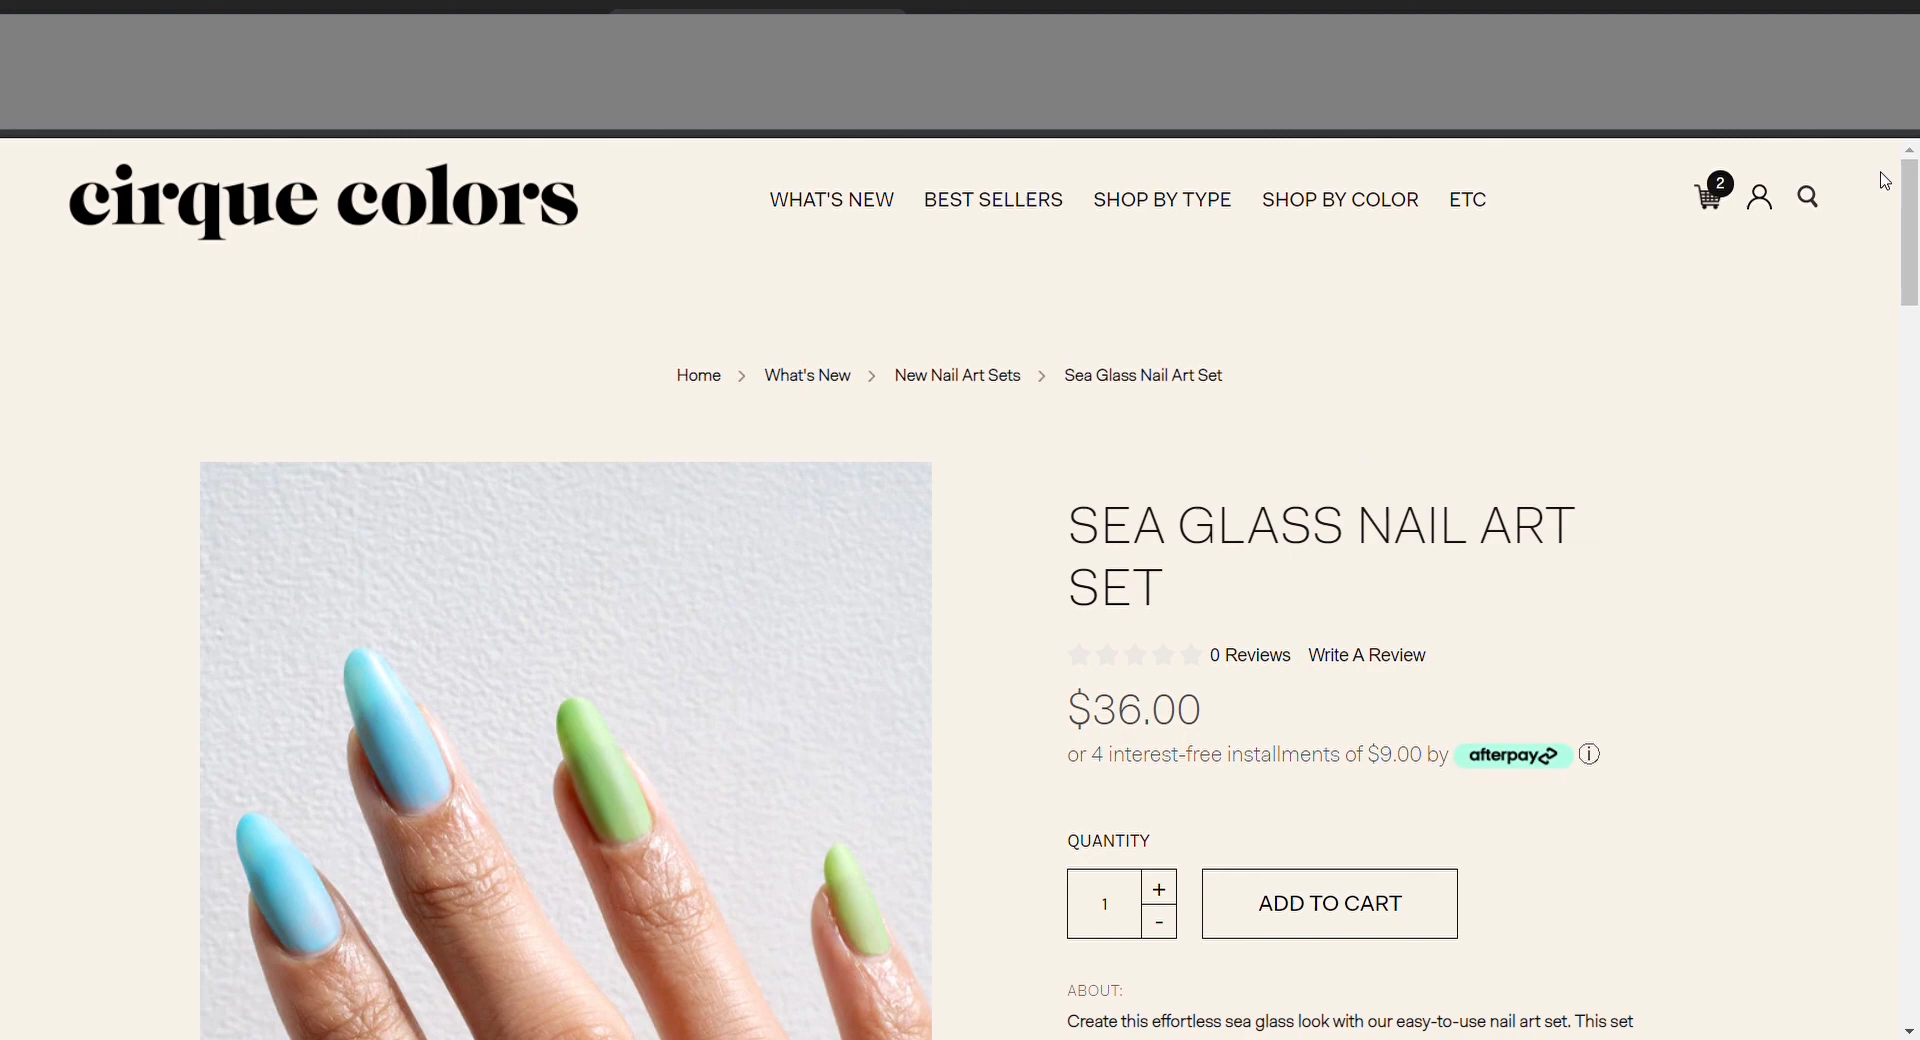 cirque colors
WHAT'S NEW BEST SELLERS SHOP BY TYPE SHOP BY COLOR ETC
2
Home > What's New > New Nail Art Sets > Sea Glass Nail Art Set
SEA GLASS NAIL ART
SET
0 Reviews Write A Review
$36.00
or 4 interest-free installments of $9.00 by afterpay
QUANTITY
1 + -
ADD TO CART
ABOUT:
Create this effortless sea glass look with our easy-to-use nail art set. This set